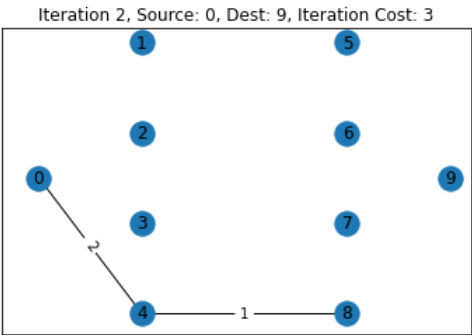 Iteration 2, Source: 0, Dest: 9, Iteration Cost: 3
1 5
2 6
0 9
3 7
2
4 1 8